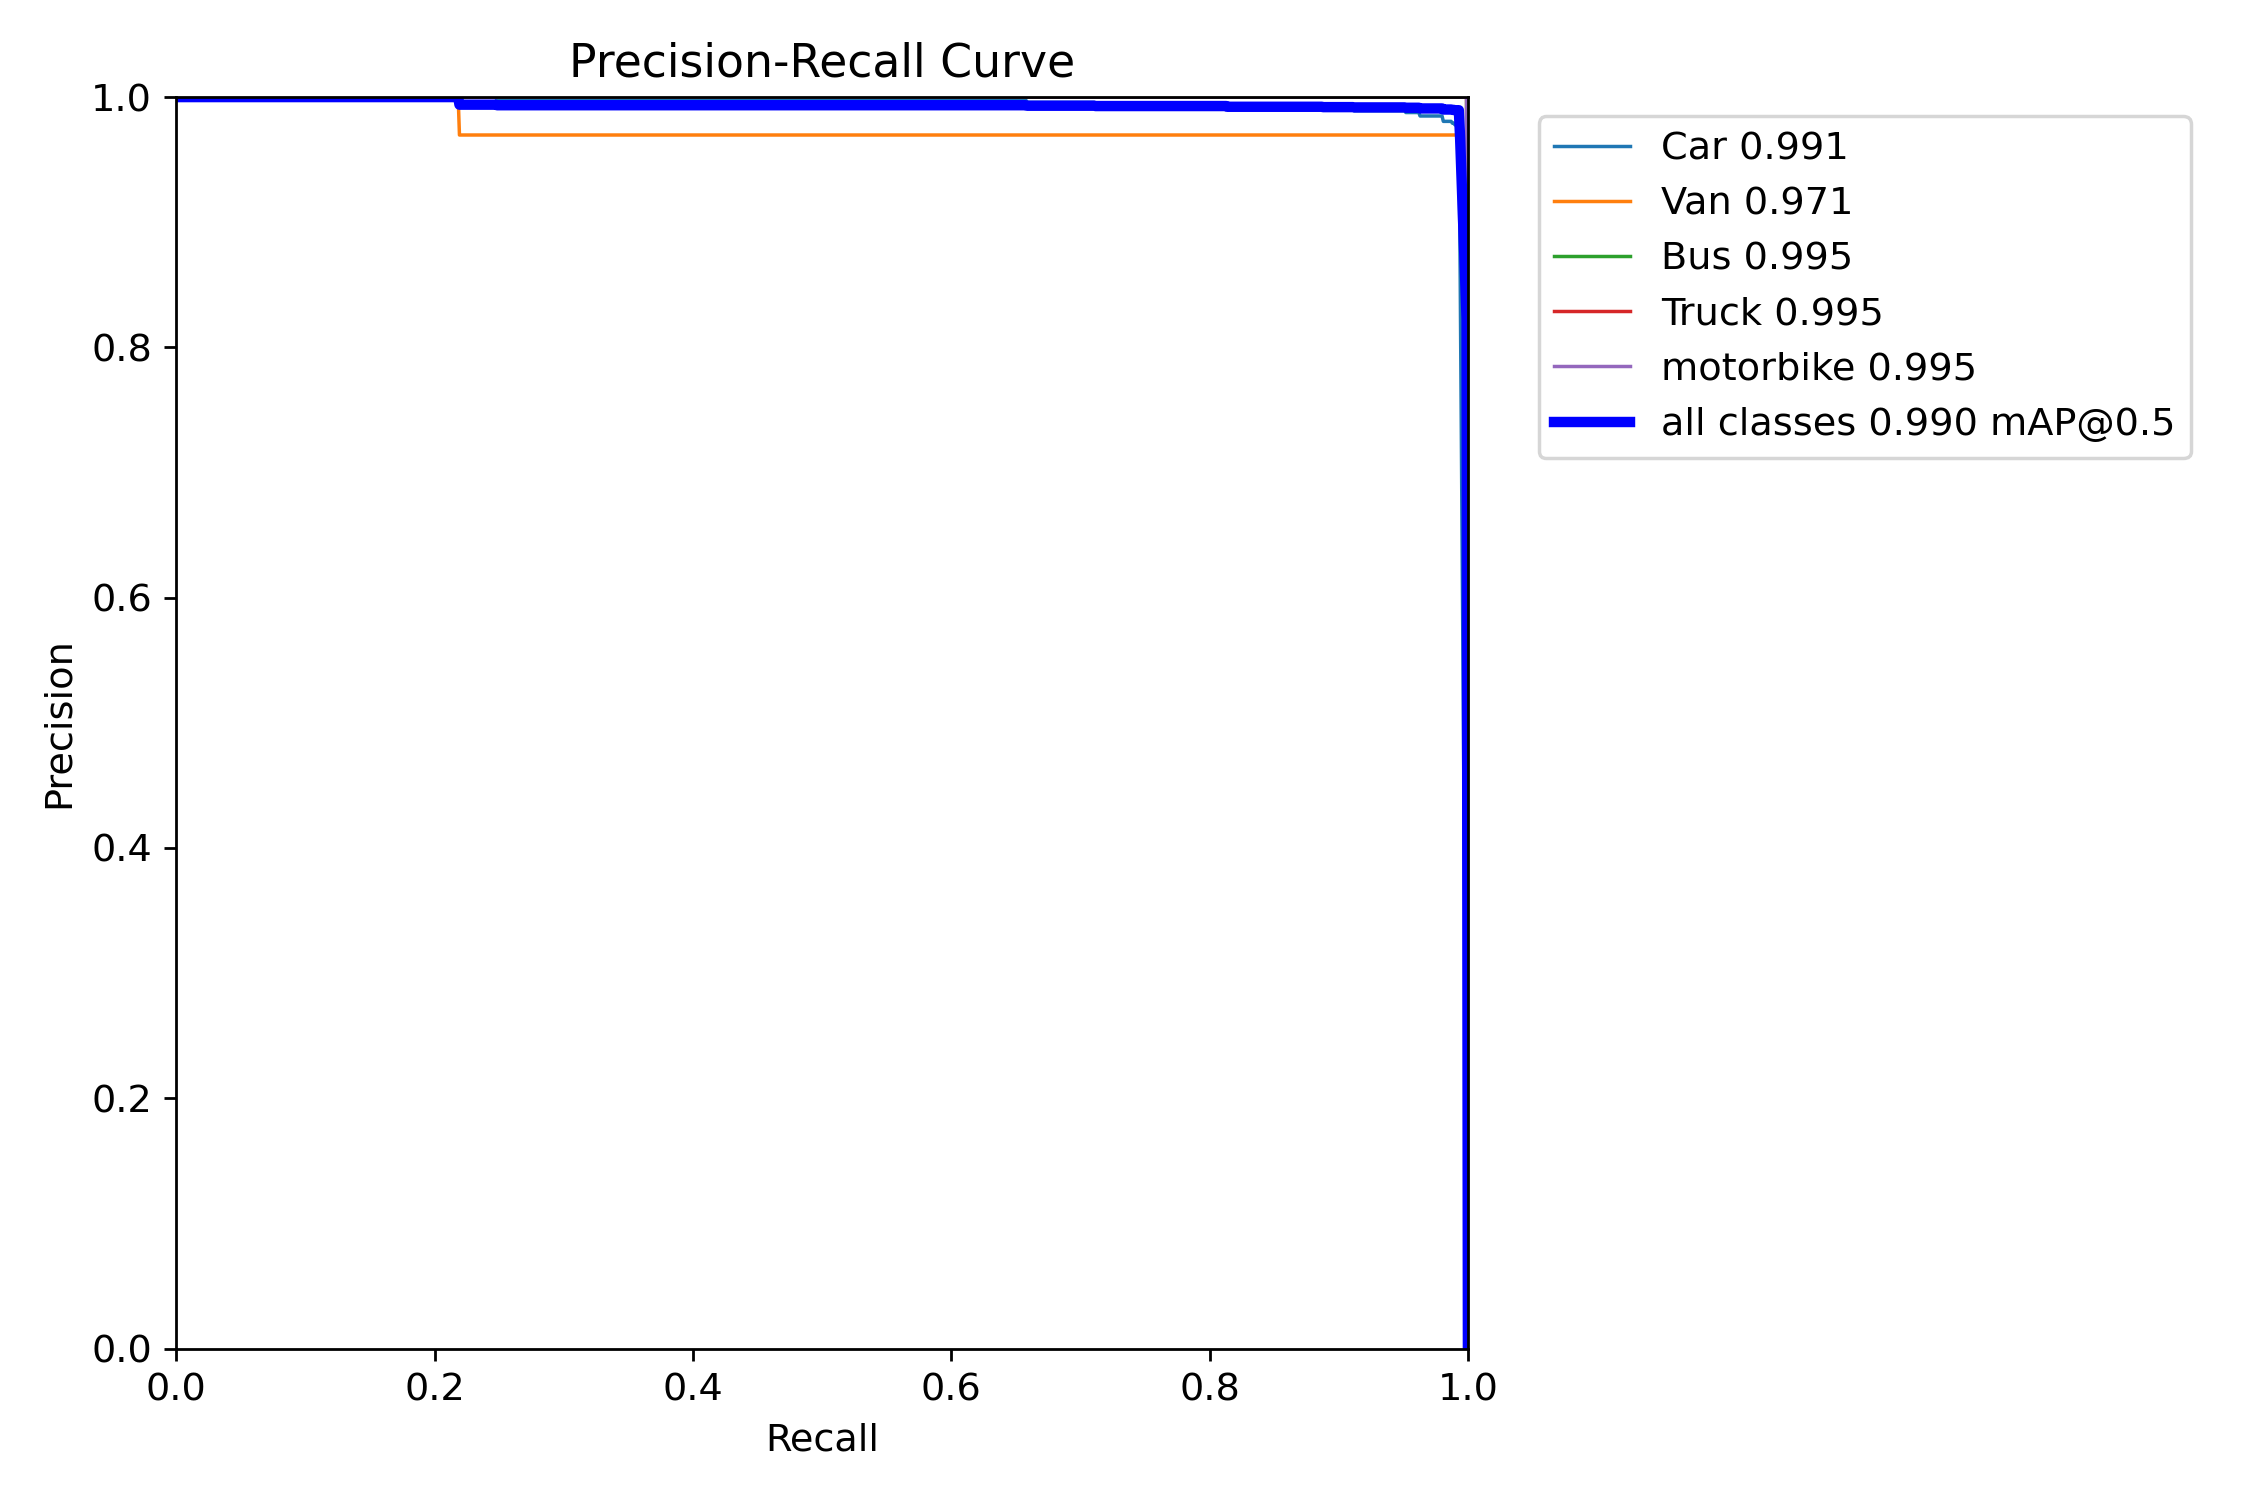 Precision-Recall Curve
1.0
0.8
0.6
0.4
0.2
0.0
Precision
0.0 0.2 0.4 0.6 0.8 1.0
Recall
Car 0.991
Van 0.971
Bus 0.995
Truck 0.995
motorbike 0.995
all classes 0.990 mAP@0.5